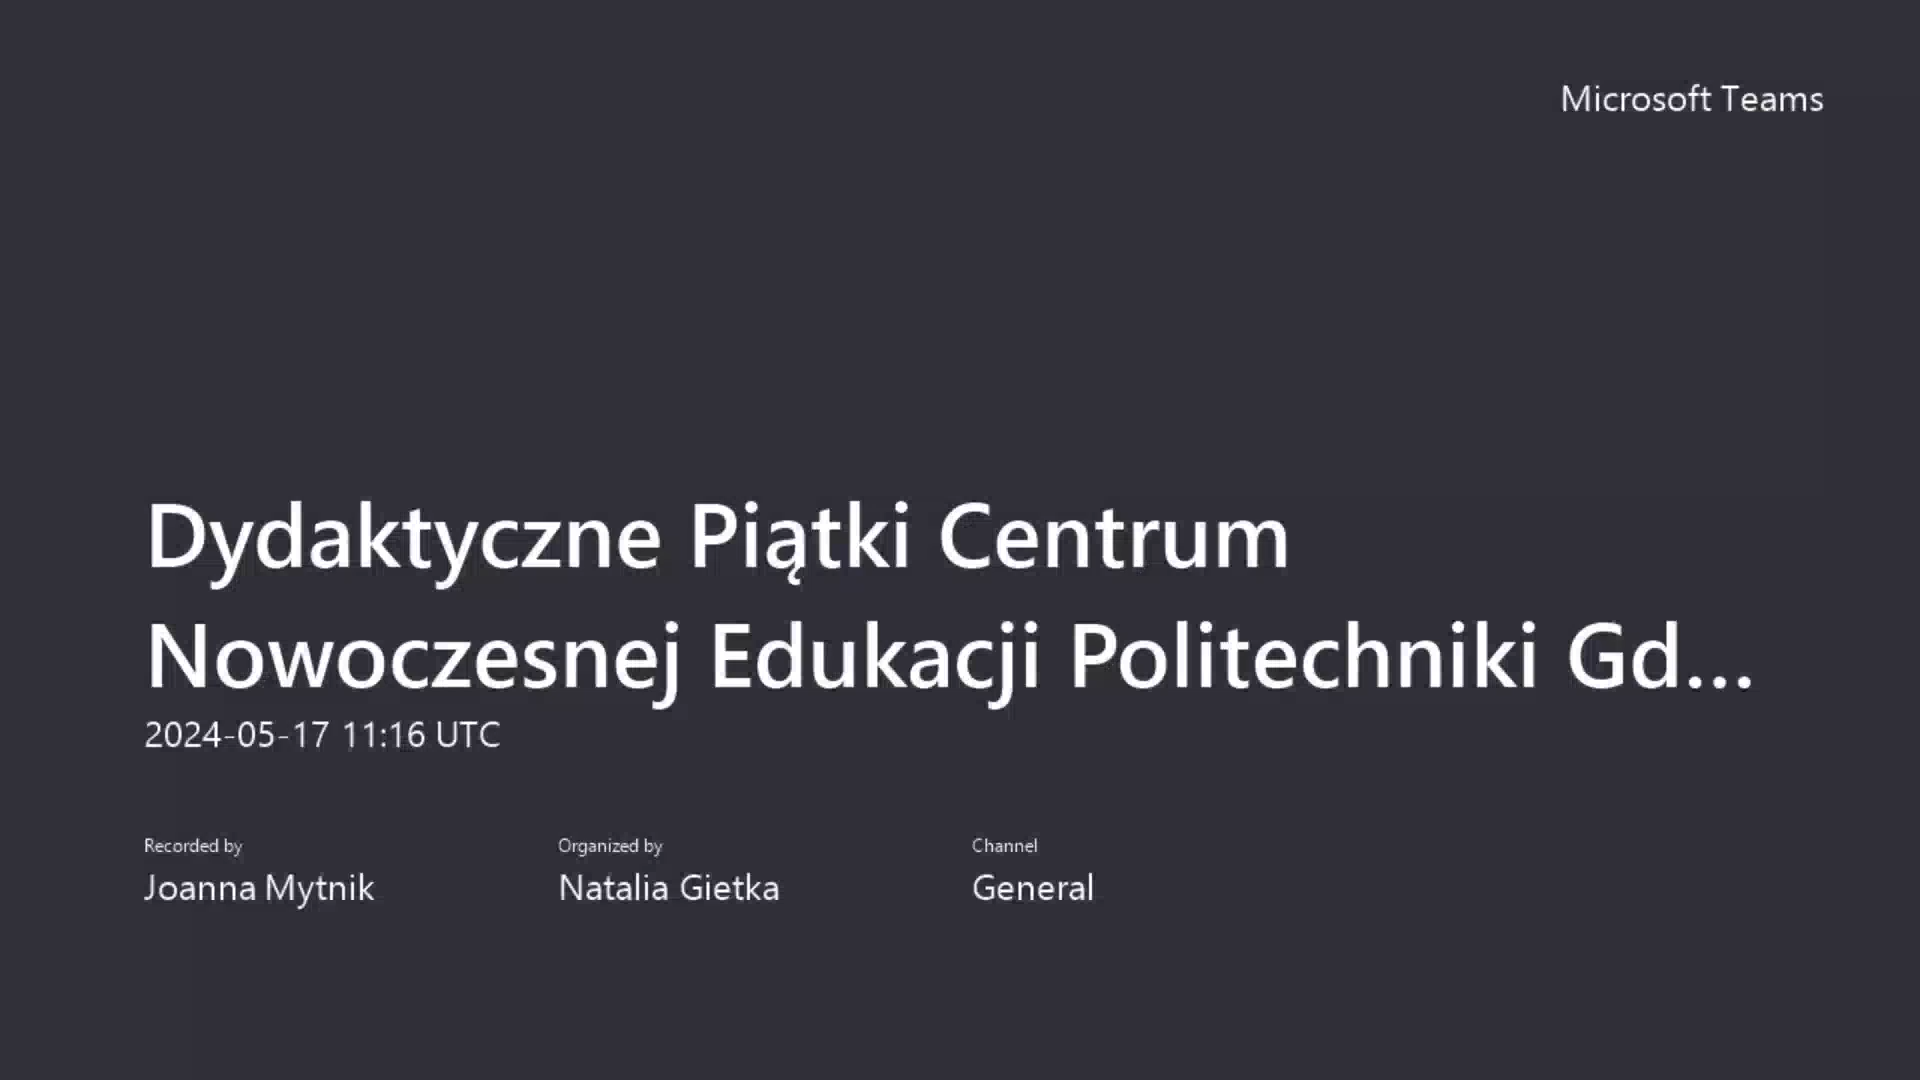 Microsoft Teams
Dydaktyczne Piątki Centrum
Nowoczesnej Edukacji Politechniki Gd...
2024-05-17 11:16 UTC
Recorded by
Joanna Mytnik
Organized by
Natalia Gietka
Channel
General